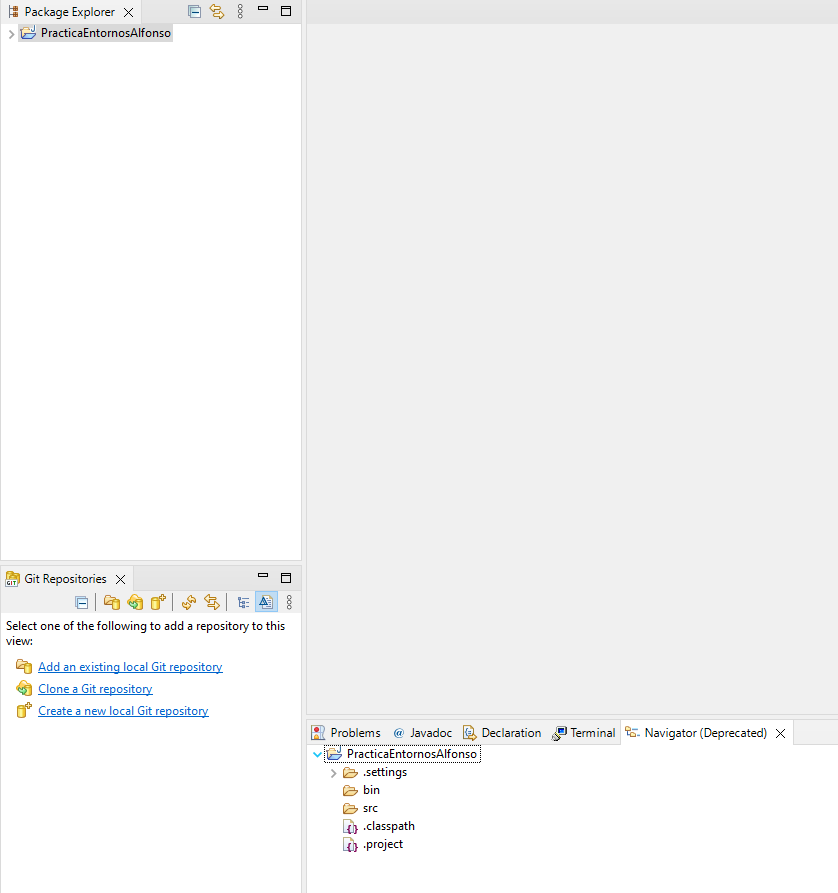 Package Explorer
PracticaEntornosAlfonso
Git Repositories
Select one of the following to add a repository to this
view:
Add an existing local Git repository
Clone a Git repository
Create a new local Git repository
Problems @ Javadoc Declaration Terminal Navigator (Deprecated)
PracticaEntornosAlfonso
.settings
bin
src
.classpath
.project